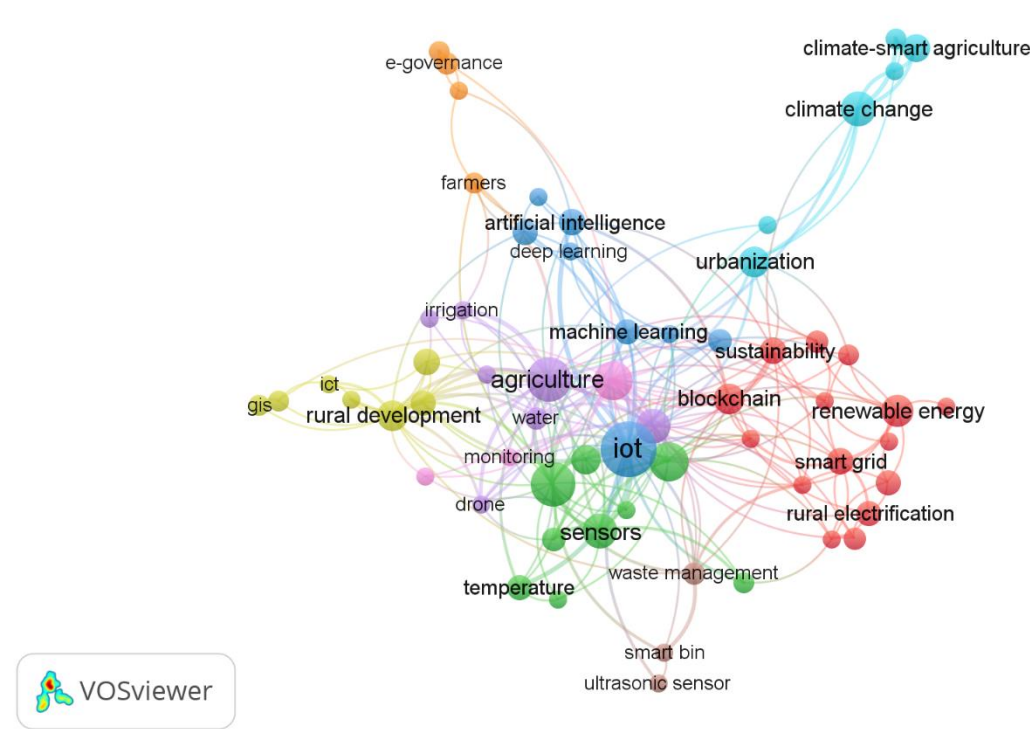 climate-smart agriculture
e-governance
climate change
farmers
artificial intelligence
deep learning
urbanization
irrigation
machine learning
sustainability
agriculture
ict
blockchain
gis
rural development
water
renewable energy
iot
monitoring
smart grid
drone
rural electrification
sensors
waste management
temperature
smart bin
ultrasonic sensor
VOSviewer